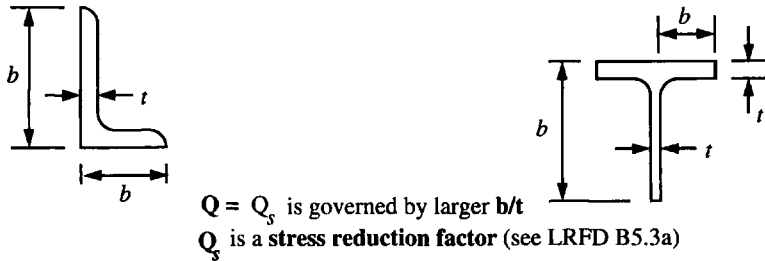 b
t
b
b
b
t
t
Q = Qs is governed by larger b/t
Qs is a stress reduction factor (see LRFD B5.3a)